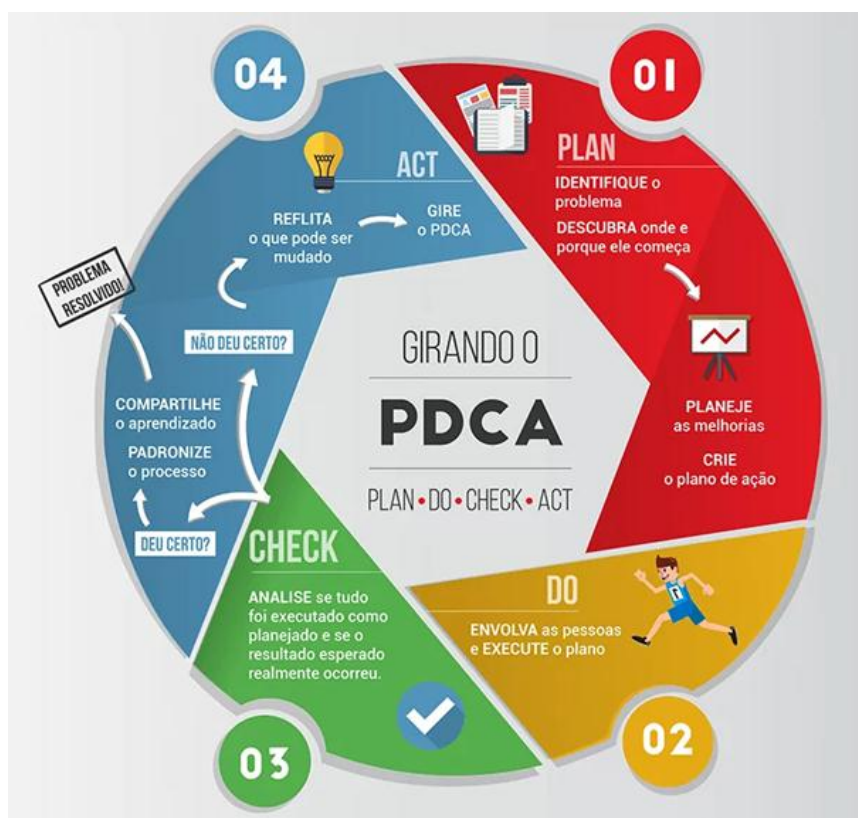 01
PLAN
IDENTIFIQUE o
problema
DESCUBRA onde e
porque ele começa
PLANEJE
as melhorias
CRIE
o plano de ação
GIRANDO O
PDCA
PLAN • DO • CHECK • ACT
DO
ENVOLVA as pessoas
e EXECUTE o plano
02
CHECK
ANALISE se tudo
foi executado como
planejado e se o
resultado esperado
realmente ocorreu.
03
04
ACT
DEU CERTO?
PADRONIZE
o processo
COMPARTILHE
o aprendizado
PROBLEMA
RESOLVIDO!
NÃO DEU CERTO?
REFLITA
o que pode ser
mudado
GIRE
o PDCA